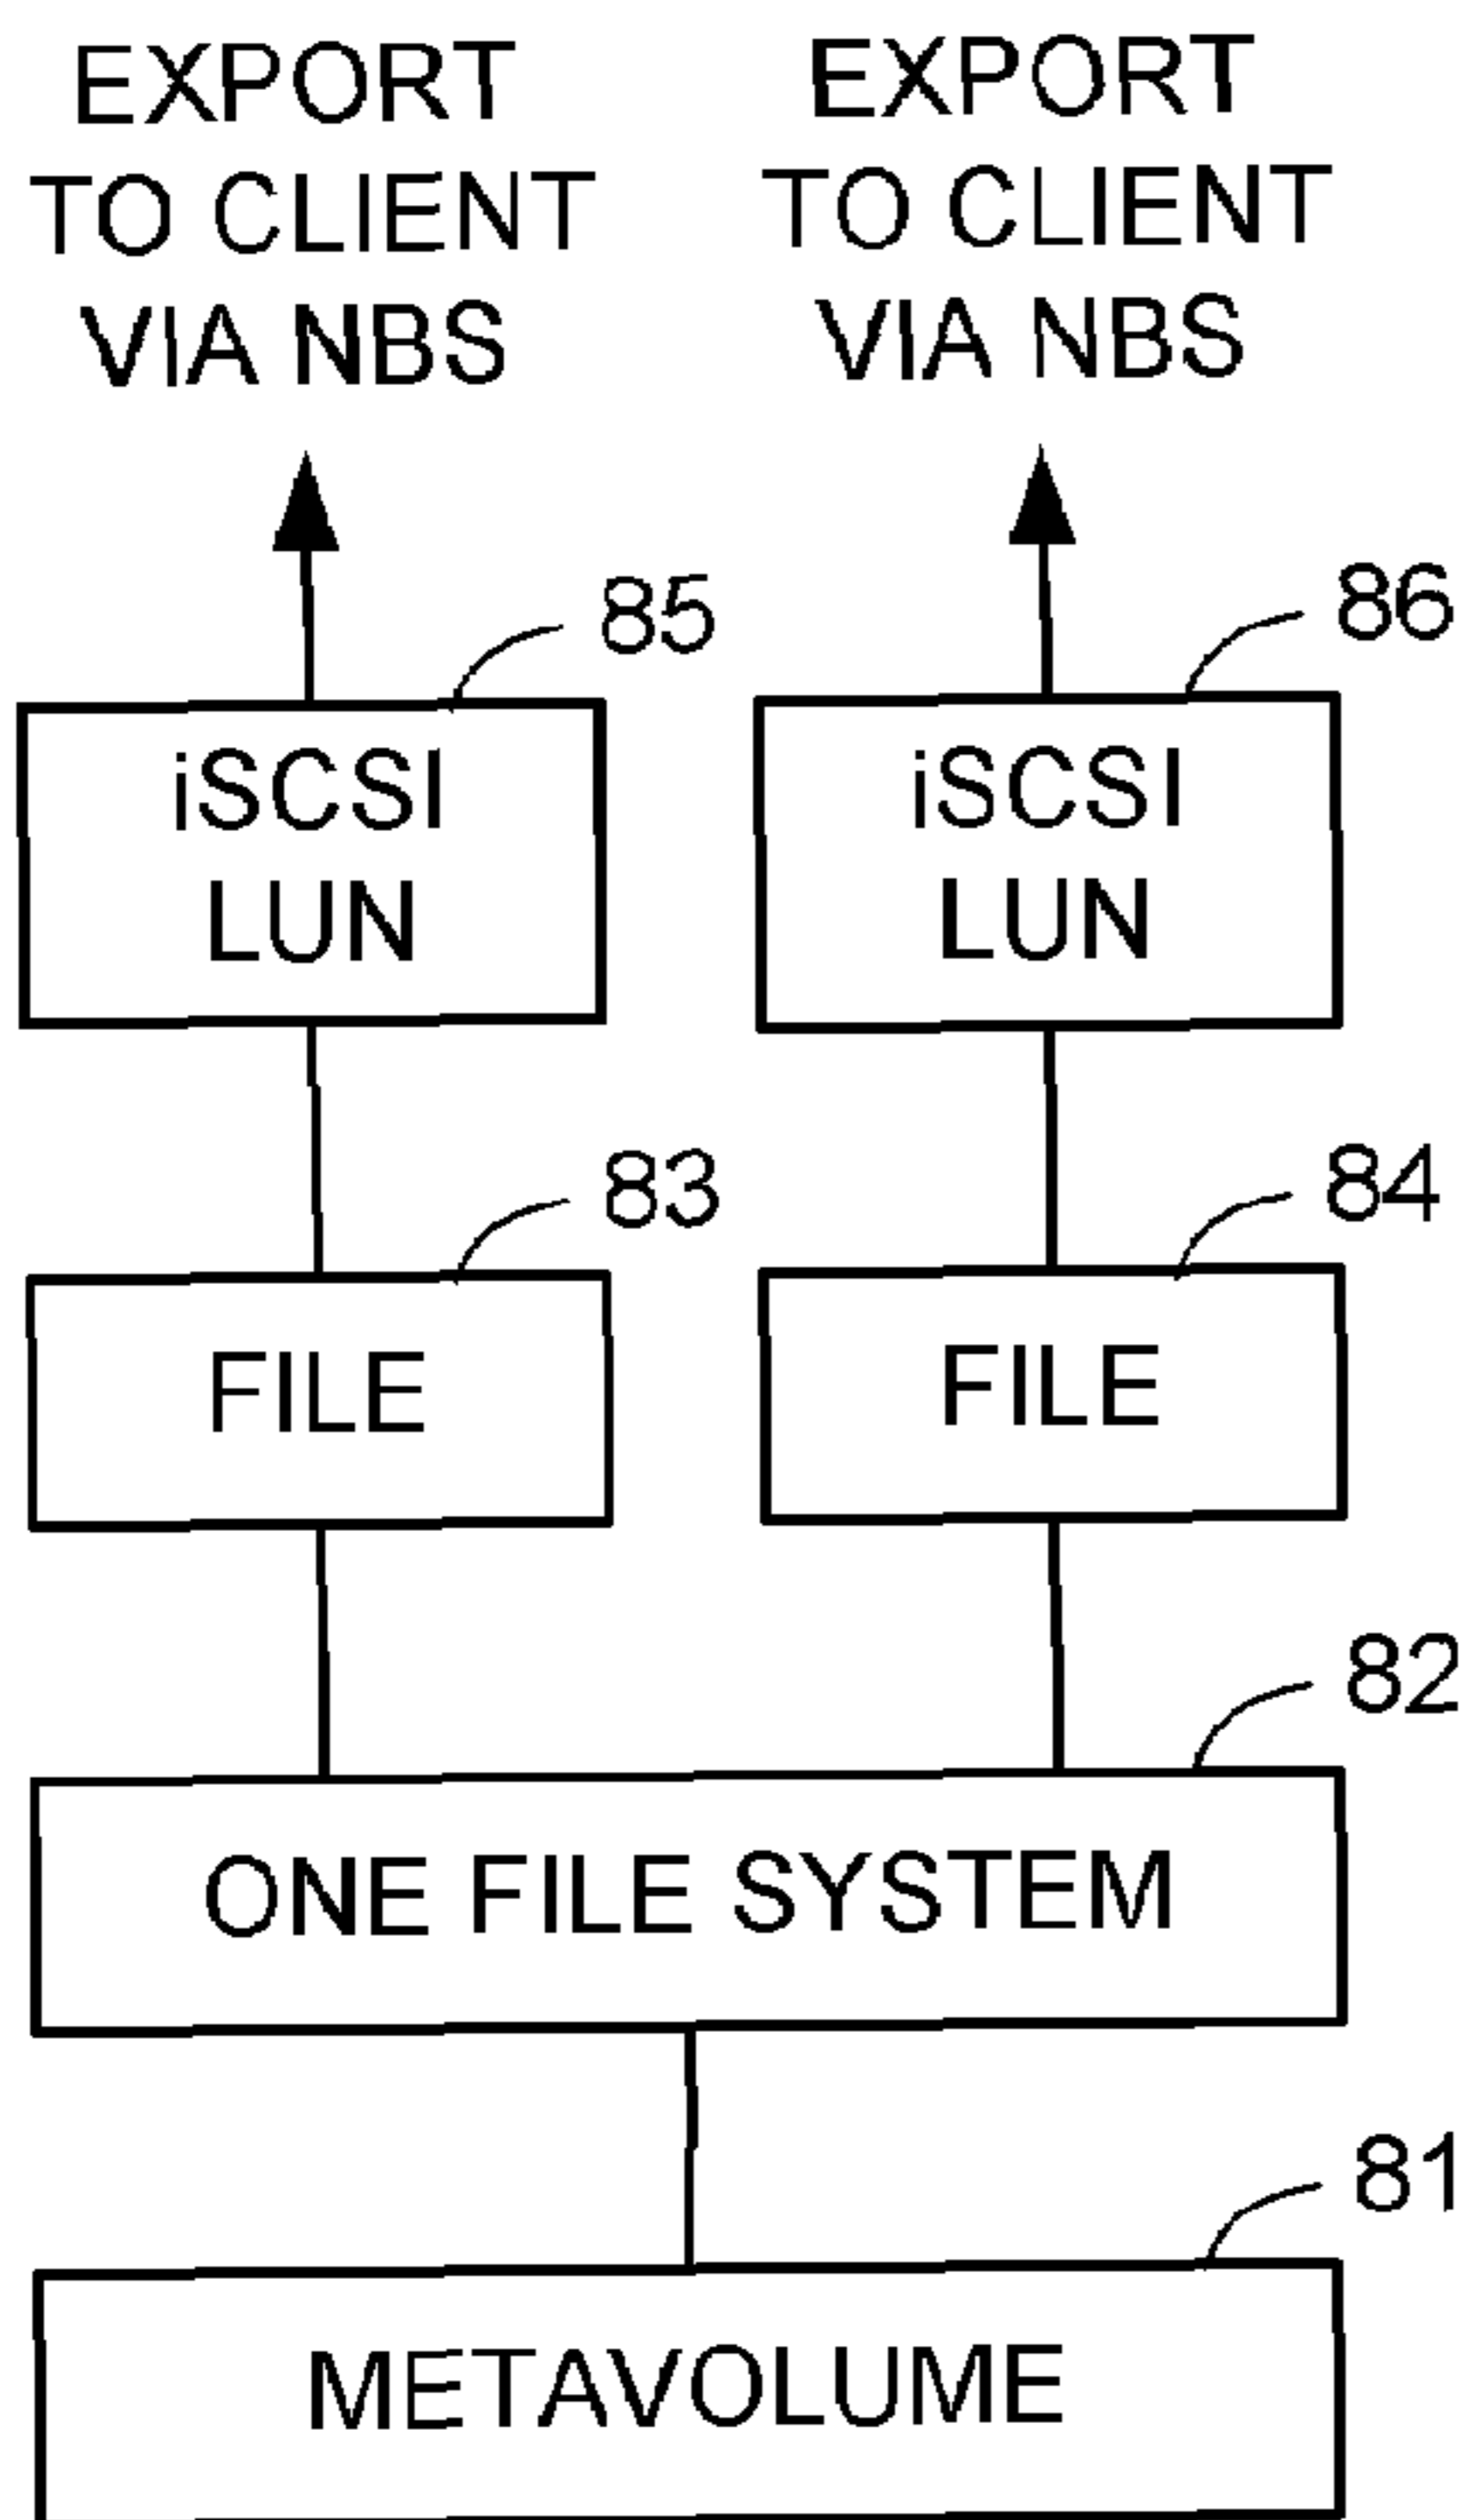 EXPORT
TO CLIENT
VIA NBS
EXPORT
TO CLIENT
VIA NBS
85
86
iSCSI
LUN
iSCSI
LUN
83
84
FILE
FILE
82
ONE FILE SYSTEM
81
METAVOLUME